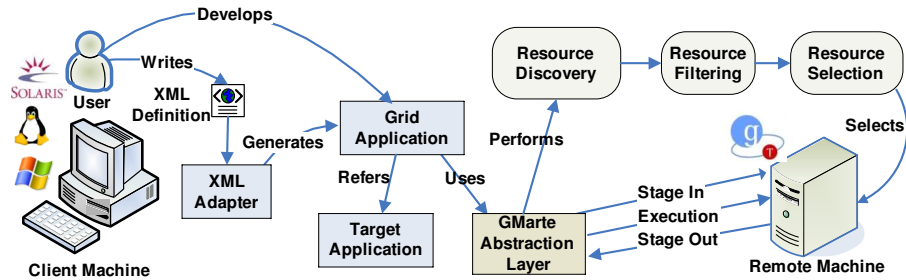 Develops
Writes
SOLARIS™
User
XML
Definition
Generates
Grid
Application
XML
Adapter
Refers
Uses
Target
Application
GMarte
Abstraction
Layer
Client Machine
Performs
Resource
Discovery
Resource
Filtering
Resource
Selection
Selects
g
T
Stage In
Execution
Stage Out
Remote Machine